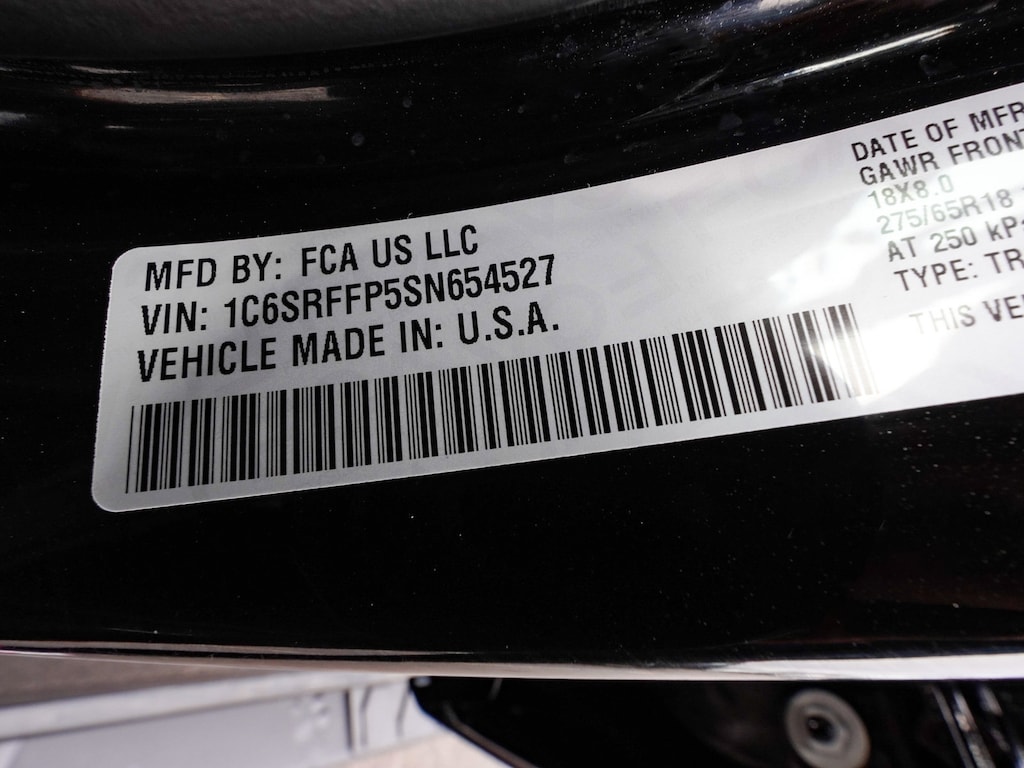 MFD BY: FCA US LLC
VIN: 1C6SRFFP5SN654527
VEHICLE MADE IN: U.S.A.
DATE OF MFR
GAWR FRONT
18X8.0
275/65R18
AT 250 kPa
TYPE: TR
THIS VE